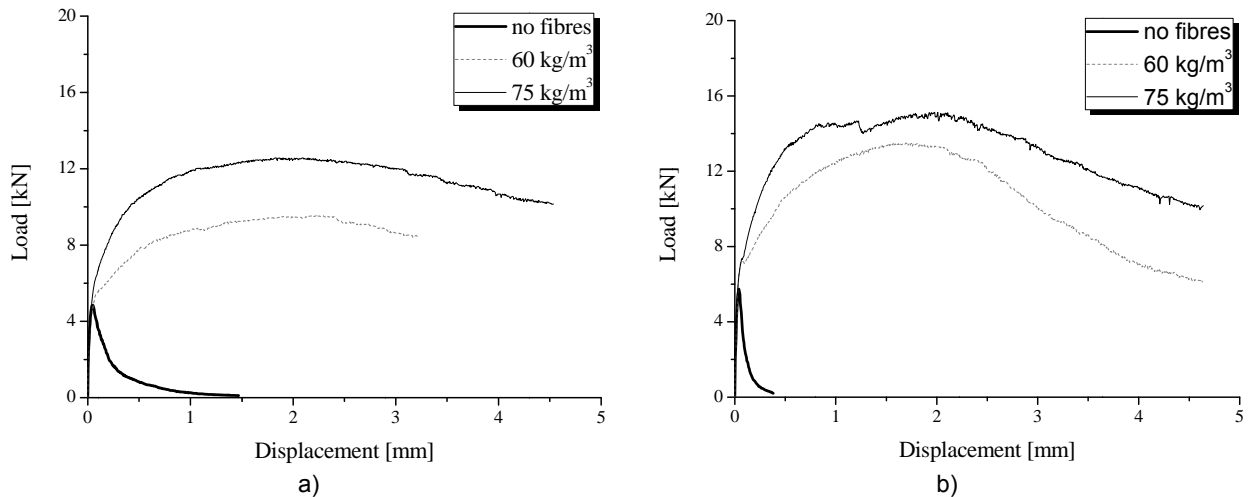 20
16
12
8
4
0
0 1 2 3 4 5
Load [kN]
Displacement [mm]
no fibres
60 kg/m³
75 kg/m³
a)
20
16
12
8
4
0
0 1 2 3 4 5
Load [kN]
Displacement [mm]
no fibres
60 kg/m³
75 kg/m³
b)